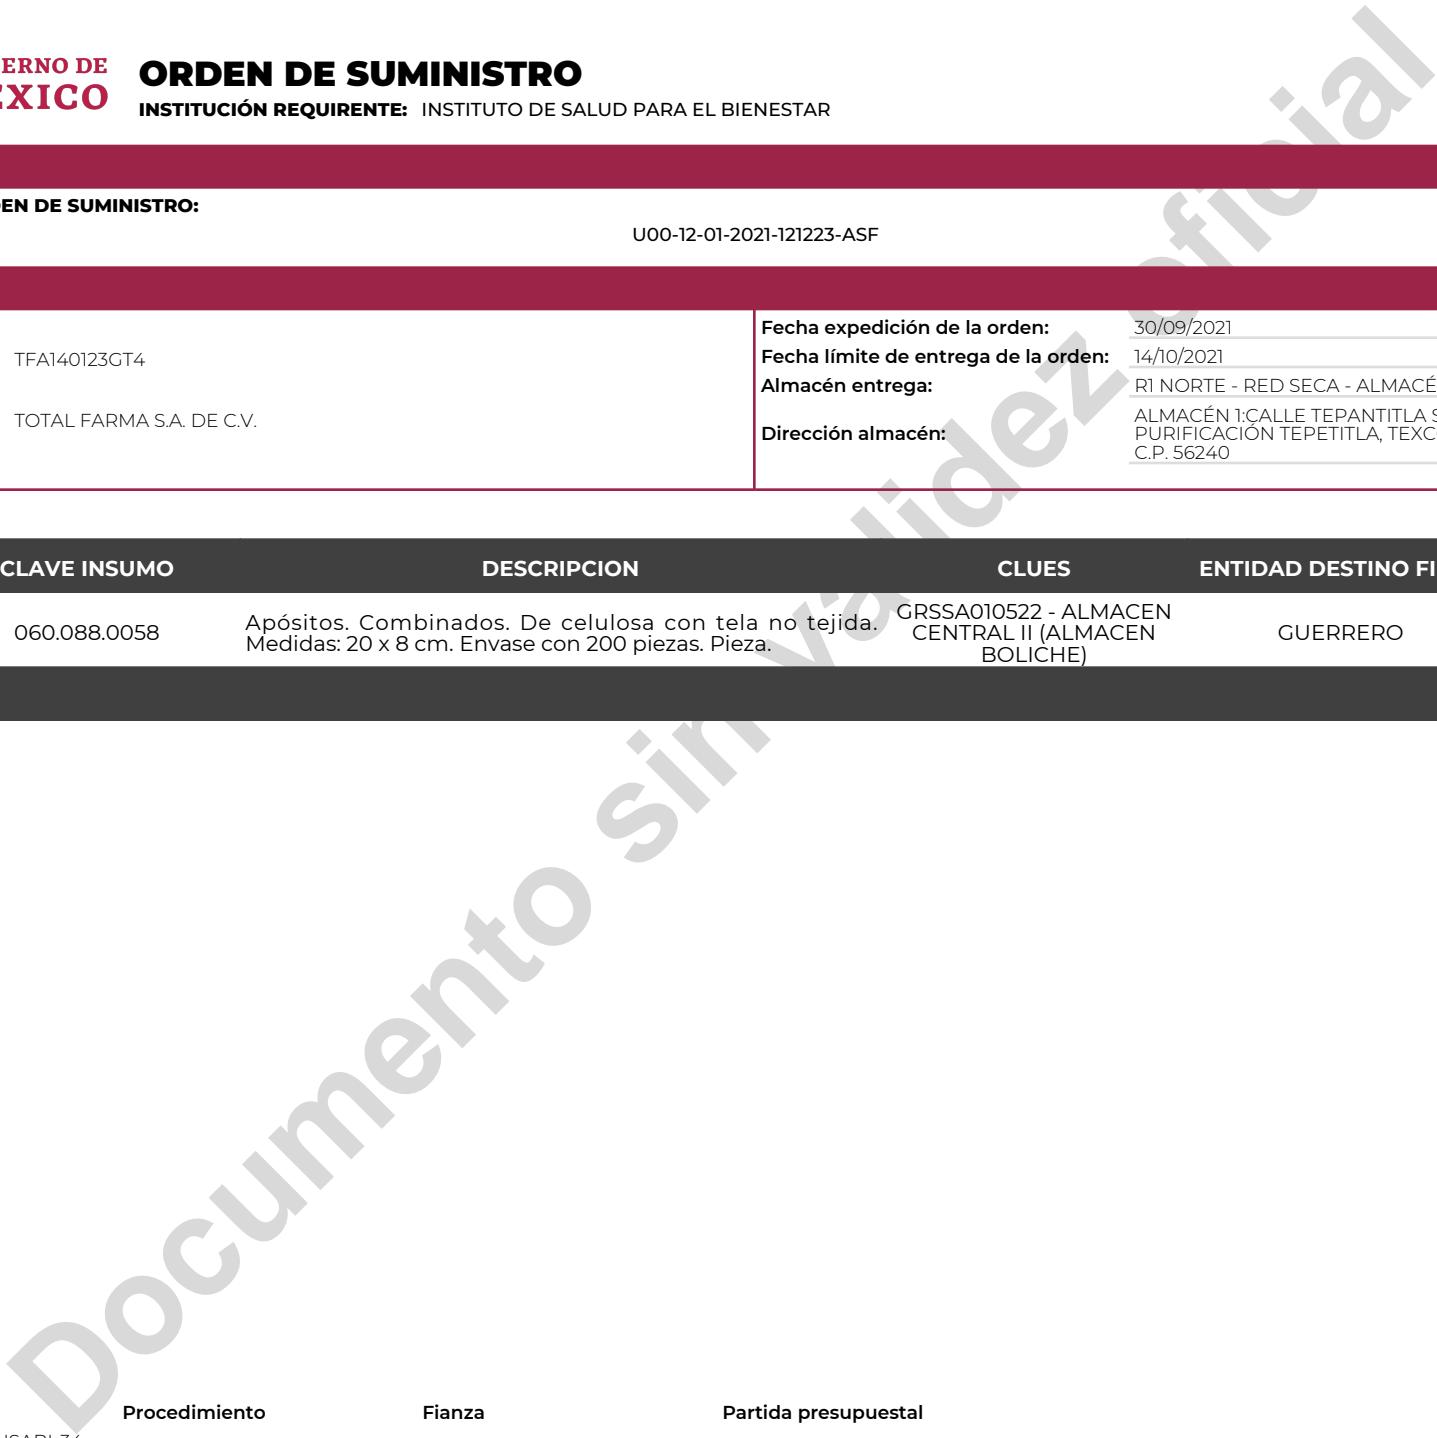 ERNO DE
EXICO
ORDEN DE SUMINISTRO
INSTITUCIÓN REQUIRENTE: INSTITUTO DE SALUD PARA EL BIENESTAR
EN DE SUMINISTRO:
U00-12-01-2021-121223-ASF
TFA140123GT4
TOTAL FARMA S.A. DE C.V.
Fecha expedición de la orden: 30/09/2021
Fecha límite de entrega de la orden: 14/10/2021
Almacén entrega: R1 NORTE - RED SECA - ALMACÉ
Dirección almacén: ALMACÉN 1:CALLE TEPANTITLA S
PURIFICACIÓN TEPETITLA, TEXC
C.P. 56240
CLAVE INSUMO DESCRIPCION CLUES ENTIDAD DESTINO FI
060.088.0058
Apósitos. Combinados. De celulosa con tela no tejida.
Medidas: 20 x 8 cm. Envase con 200 piezas. Pieza.
GRSSA010522 - ALMACEN
CENTRAL II (ALMACEN
BOLICHE)
GUERRERO
Documento sin validez oficial
Procedimiento Fianza Partida presupuestal